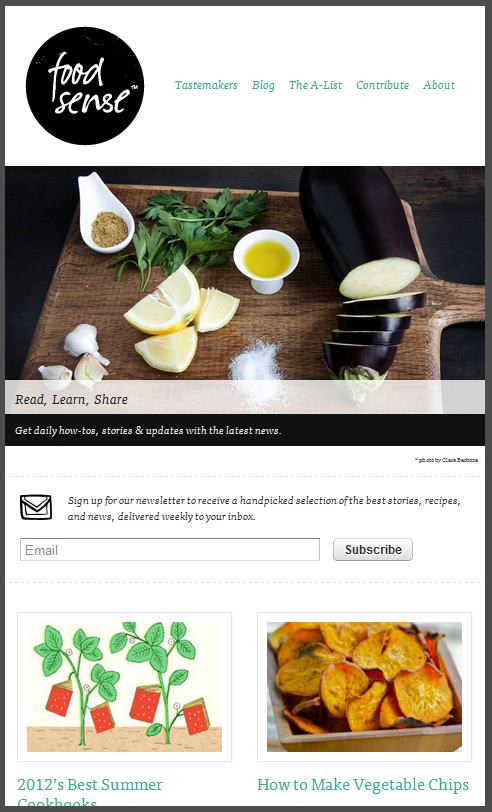 food
sense™
Tastemakers Blog The A-List Contribute About
Read, Learn, Share
Get daily how-tos, stories & updates with the latest news.
* photo by Clara Barbosa
Sign up for our newsletter to receive a handpicked selection of the best stories, recipes,
and news, delivered weekly to your inbox.
Email
Subscribe
2012's Best Summer
Cookbooks
How to Make Vegetable Chips